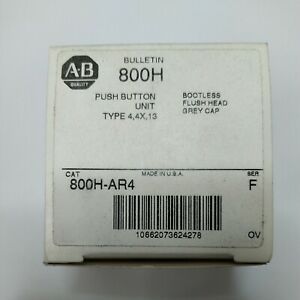 A-B
QUALITY
BULLETIN
800H
PUSH BUTTON
UNIT
TYPE 4,4X,13
BOOTLESS
FLUSH HEAD
GREY CAP
CAT
MADE IN U.S.A.
SER
800H-AR4
F
10662073624278
OV